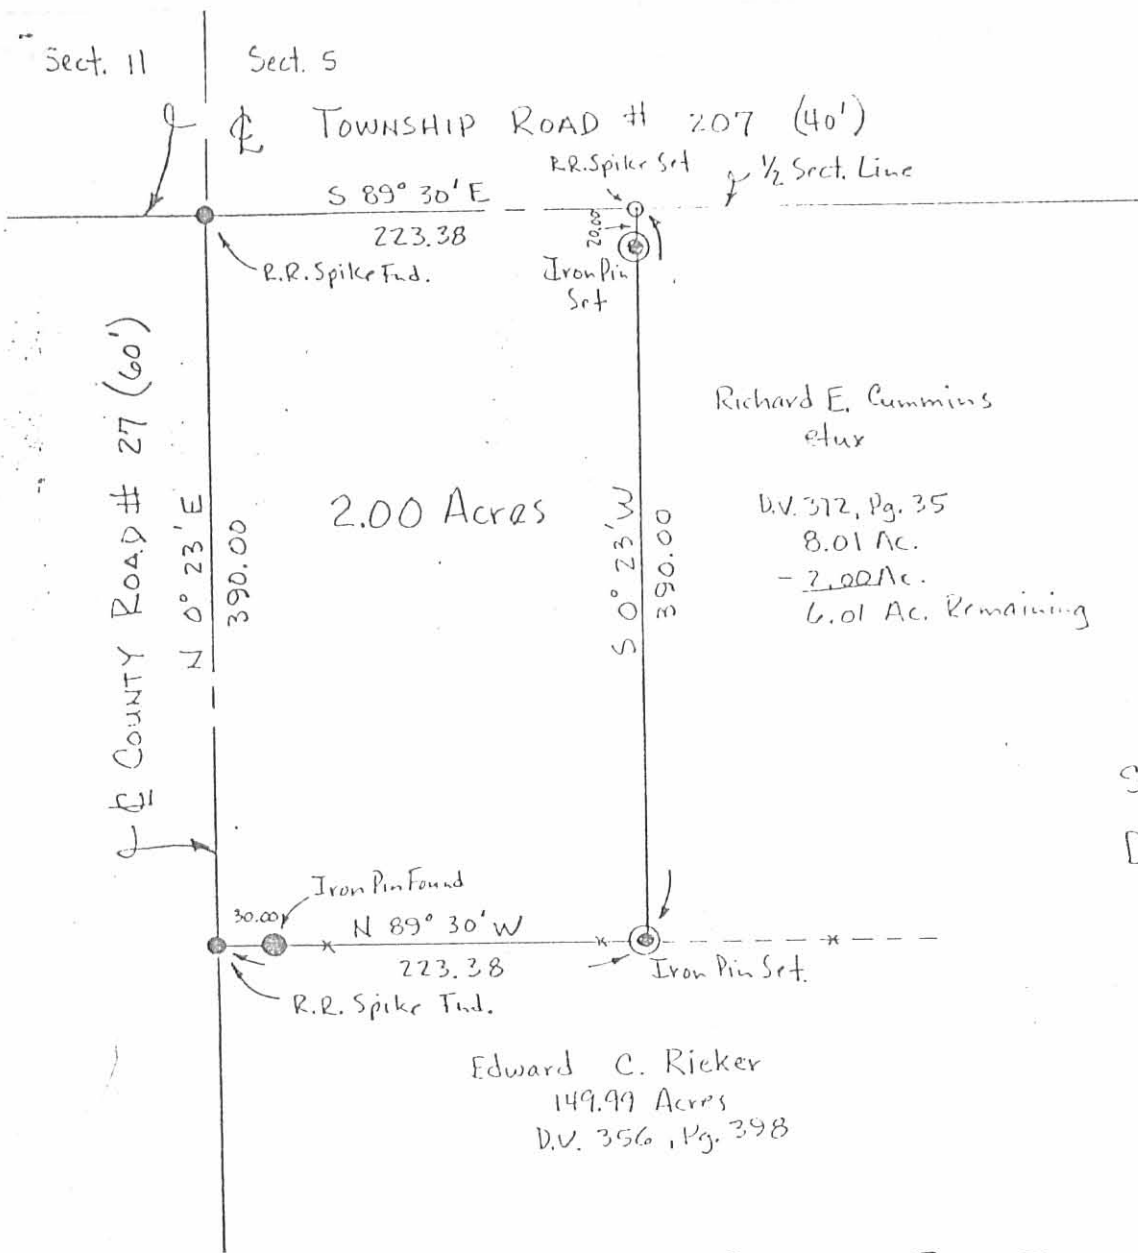 Sect. 11
Sect. 5
℄ TOWNSHIP ROAD # 207 (40')
R.R. Spike Set
½ Sect. Line
S 89° 30' E
223.38
20.00
R.R. Spike Fnd.
Iron Pin
Set
℄ COUNTY ROAD # 27 (60')
N 0° 23' E
390.00
2.00 Acres
S 0° 23' W
390.00
Richard E. Cummins
etux
D.V. 372, Pg. 35
8.01 Ac.
- 2.00 Ac.
6.01 Ac. Remaining
Iron Pin Found
30.00
N 89° 30' W
223.38
Iron Pin Set.
R.R. Spike Fnd.
Edward C. Ricker
149.99 Acres
D.V. 356, Pg. 398